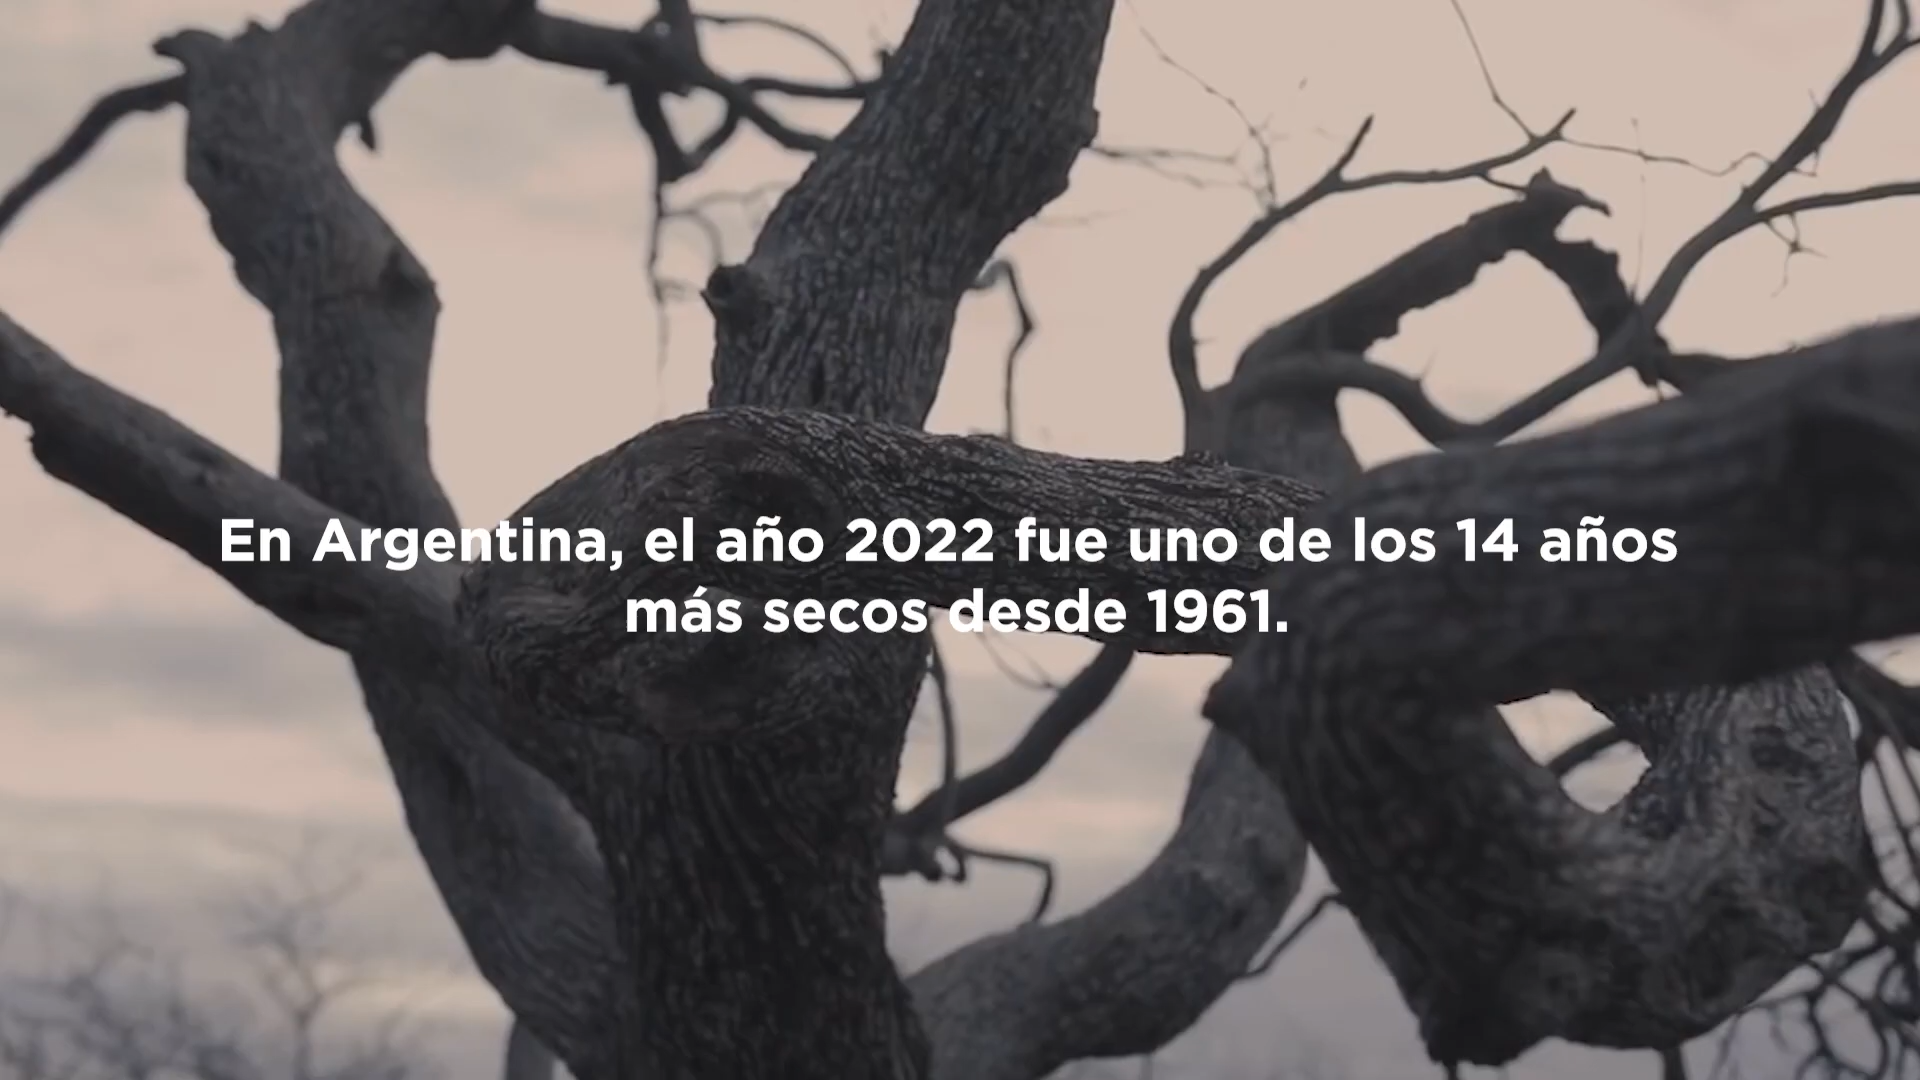 En Argentina, el año 2022 fue uno de los 14 años
más secos desde 1961.